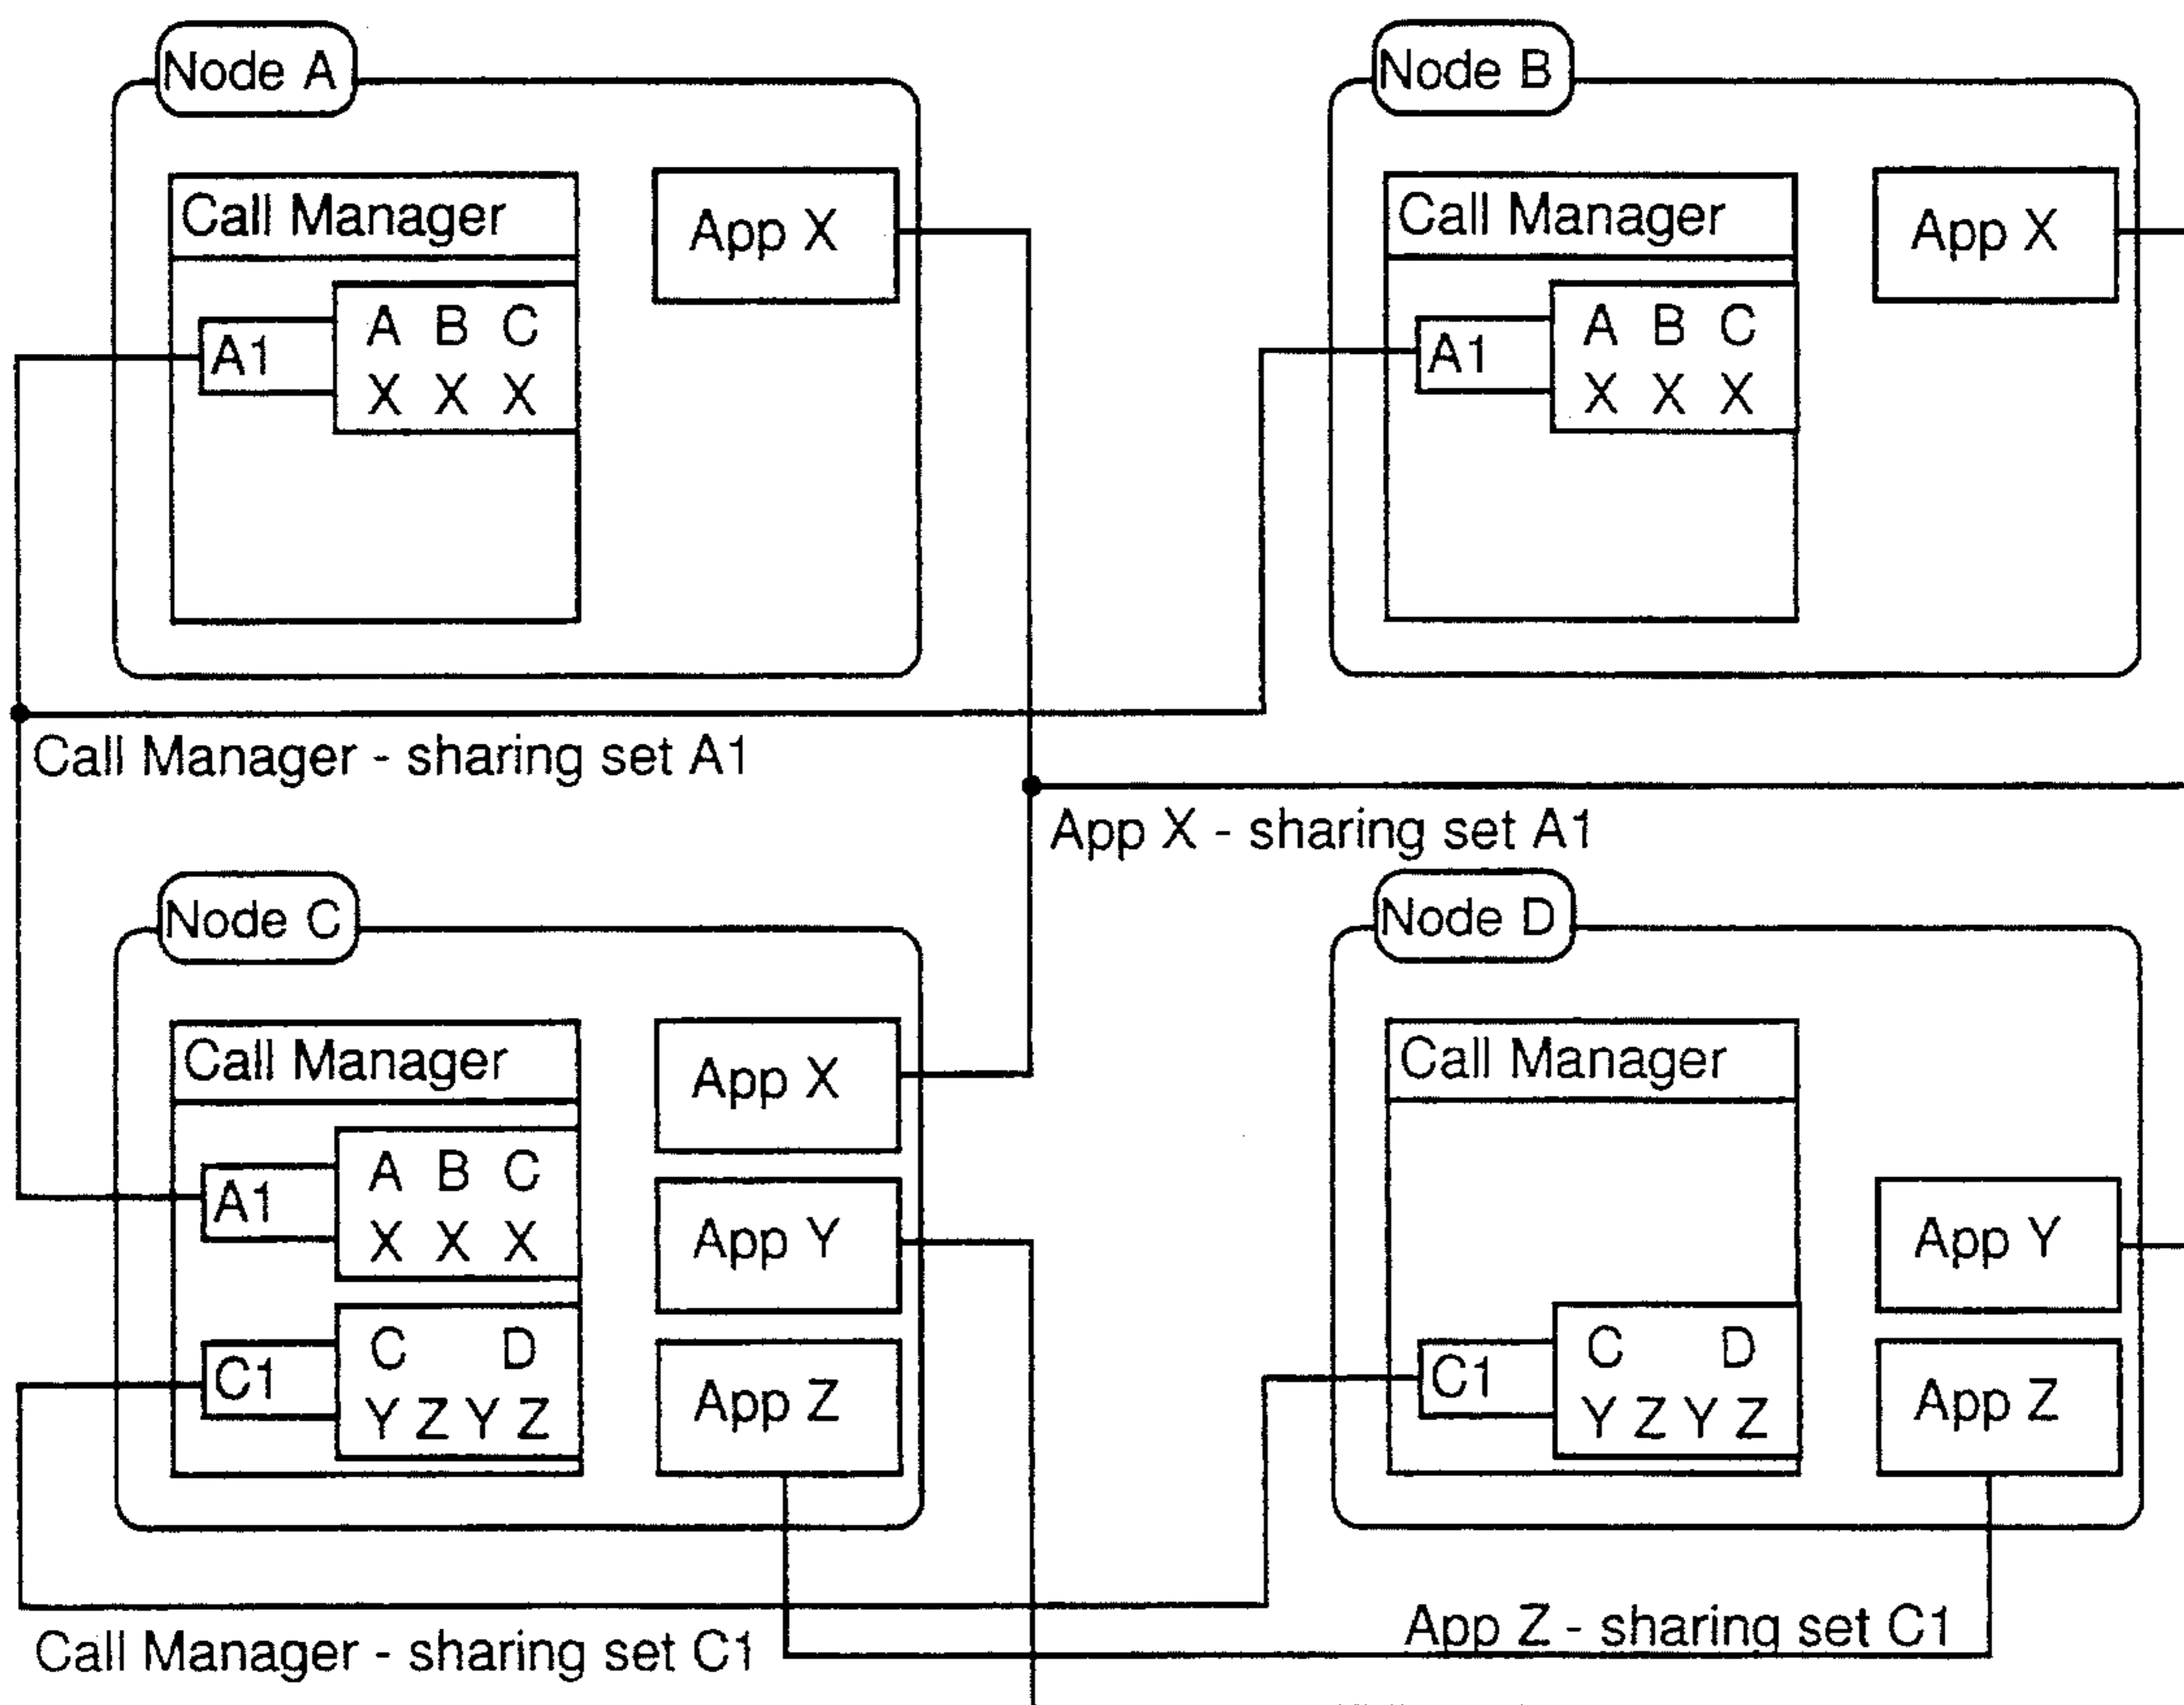 Node A
Call Manager
App X
A1
A B C
X X X
Node B
Call Manager
App X
A1
A B C
X X X
Call Manager - sharing set A1
App X - sharing set A1
Node C
Call Manager
App X
A1
A B C
X X X
App Y
C1
C D
Y Z Y Z
App Z
Node D
Call Manager
App Y
C1
C D
Y Z Y Z
App Z
Call Manager - sharing set C1
App Z - sharing set C1